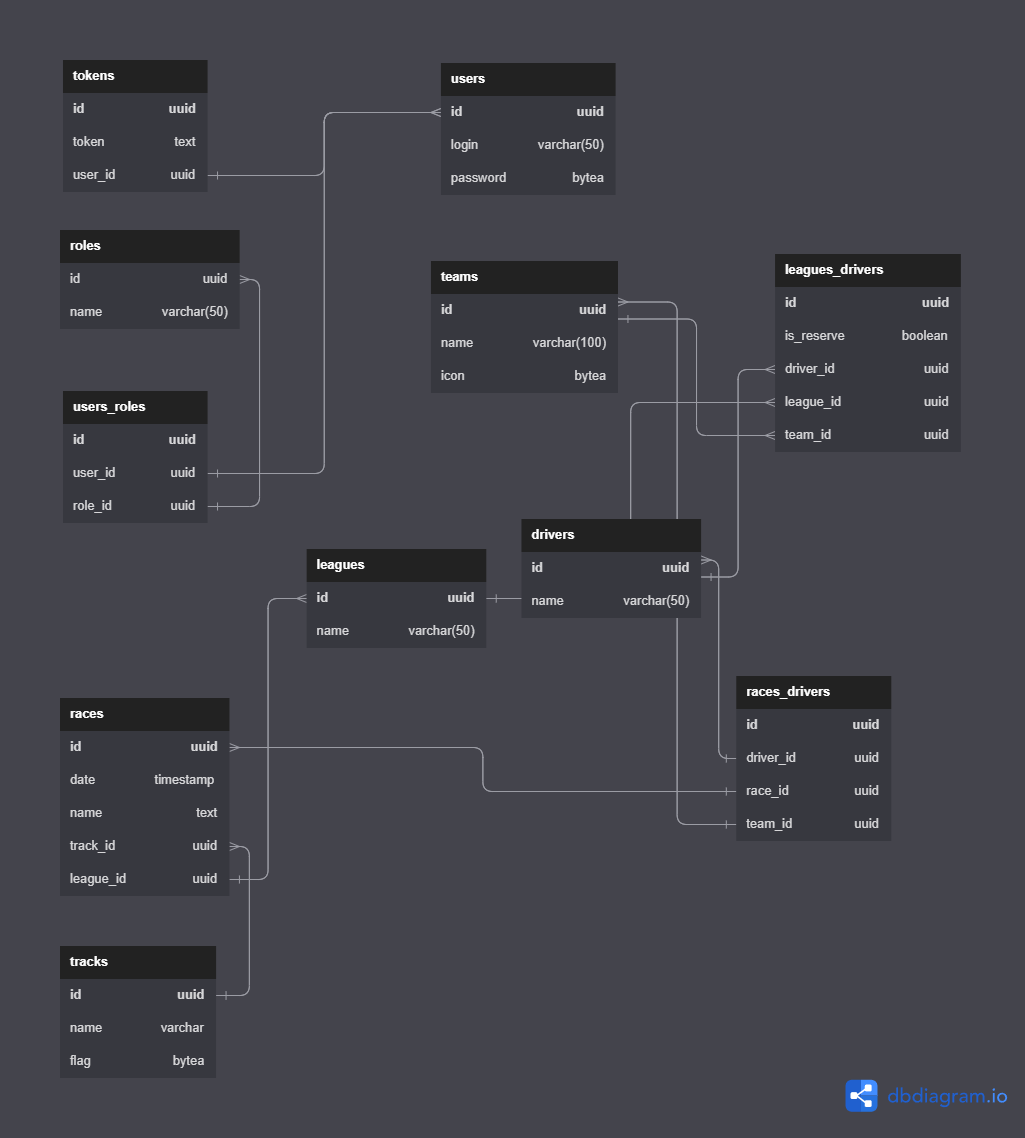 tokens
id uuid
token text
user_id uuid
users
id uuid
login varchar(50)
password bytea
roles
id uuid
name varchar(50)
teams
id uuid
name varchar(100)
icon bytea
leagues_drivers
id uuid
is_reserve boolean
driver_id uuid
league_id uuid
team_id uuid
users_roles
id uuid
user_id uuid
role_id uuid
drivers
id uuid
name varchar(50)
leagues
id uuid
name varchar(50)
races_drivers
id uuid
driver_id uuid
race_id uuid
team_id uuid
races
id uuid
date timestamp
name text
track_id uuid
league_id uuid
tracks
id uuid
name varchar
flag bytea
dbdiagram.io